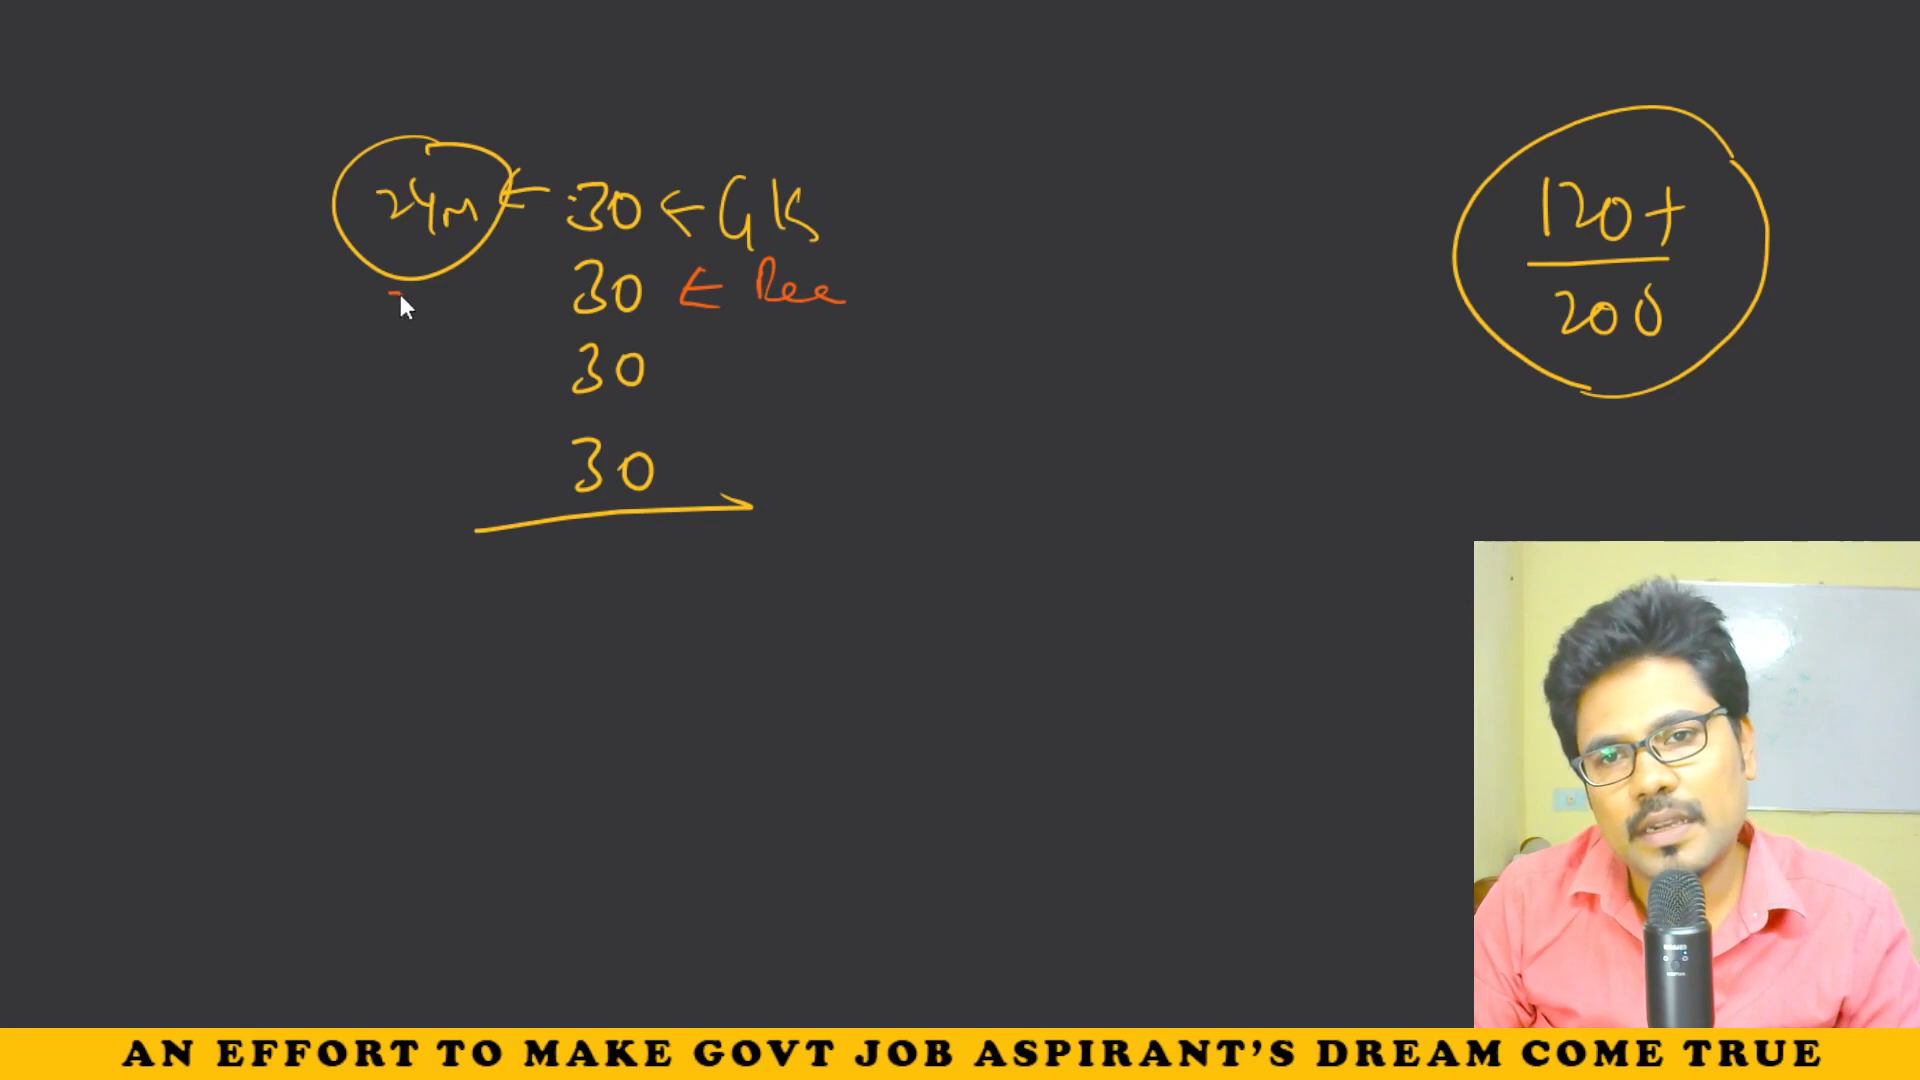 24M ← 30 ← GK
30 ← Rea
30
30
120+
200
AN EFFORT TO MAKE GOVT JOB ASPIRANT’S DREAM COME TRUE